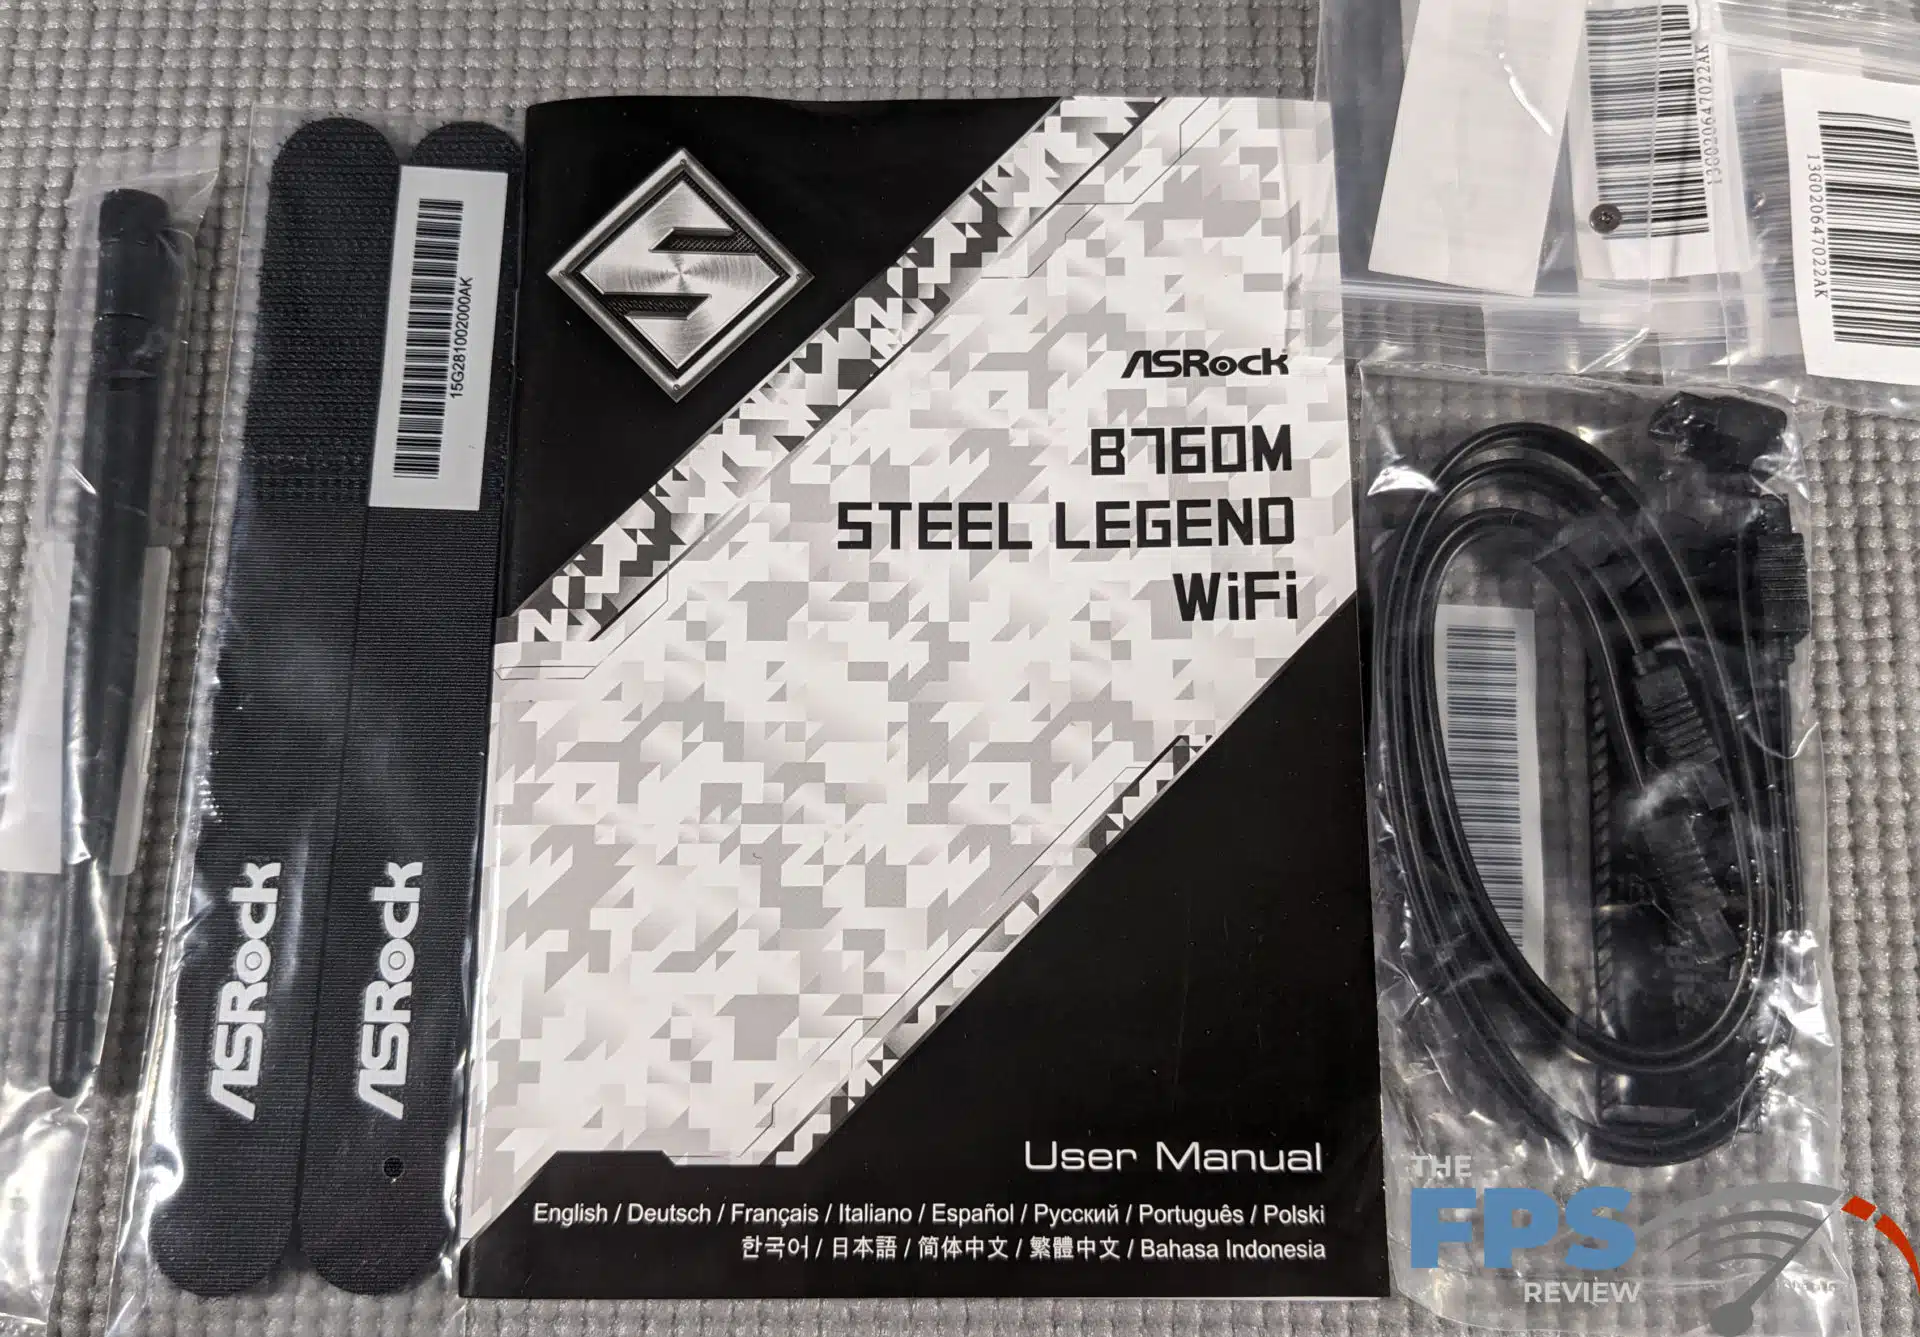 13G020647022AK
13G020647022AK
15G281002000AK
ASRock
B760M
STEEL LEGEND
WiFi
ASRock
ASRock
User Manual
English / Deutsch / Français / Italiano / Español / Русский / Português / Polski
한국어 / 日本語 / 简体中文 / 繁體中文 / Bahasa Indonesia
THE
FPS
REVIEW